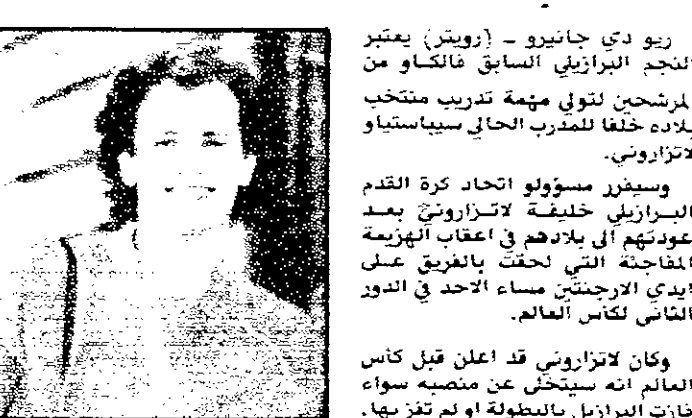 ريو دي جانيرو ـ (رويتر) يعتبر
النجم البرازيلي السابق فالكاو من
المرشحين لتولي مهمة تدريب منتخب
بلاده خلفا للمدرب الحالي سيباستياو
لاتزاروني.
وسيقرر مسؤولو اتحاد كرة القدم
البرازيلي خليفة لاتزاروني بعد
عودتهم الى بلادهم في اعقاب الهزيمة
المفاجئة التي لحقت بالفريق على
ايدي الارجنتين مساء الاحد في الدور
الثاني لكأس العالم.
وكان لاتزاروني قد اعلن قبل كأس
العالم انه سيتخلى عن منصبه سواء
فازت البرازيل بالبطولة او لم تفز بها.